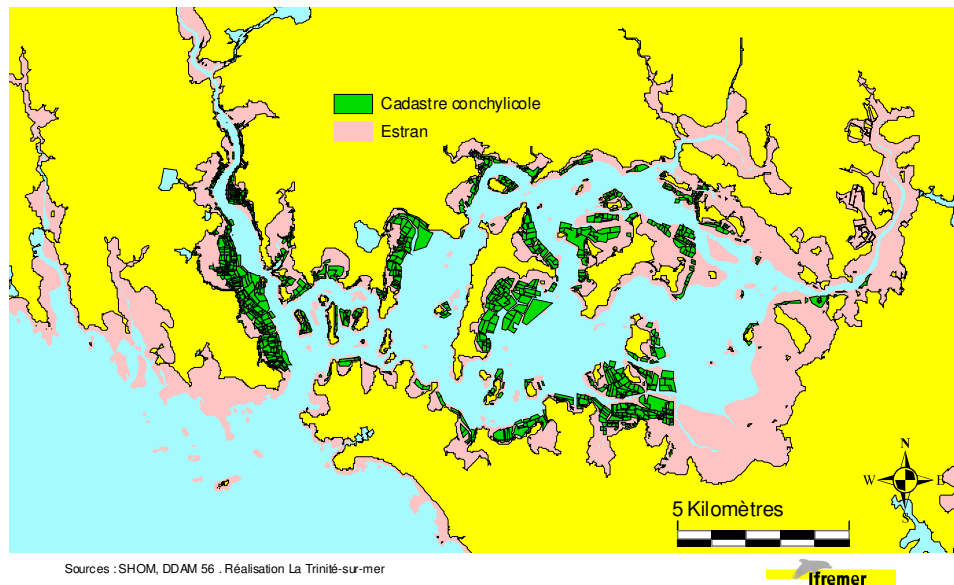 Cadastre conchylicole
Estran
N
W E
S
5 Kilomètres
Sources : SHOM, DDAM 56 . Réalisation La Trinité-sur-mer
Ifremer